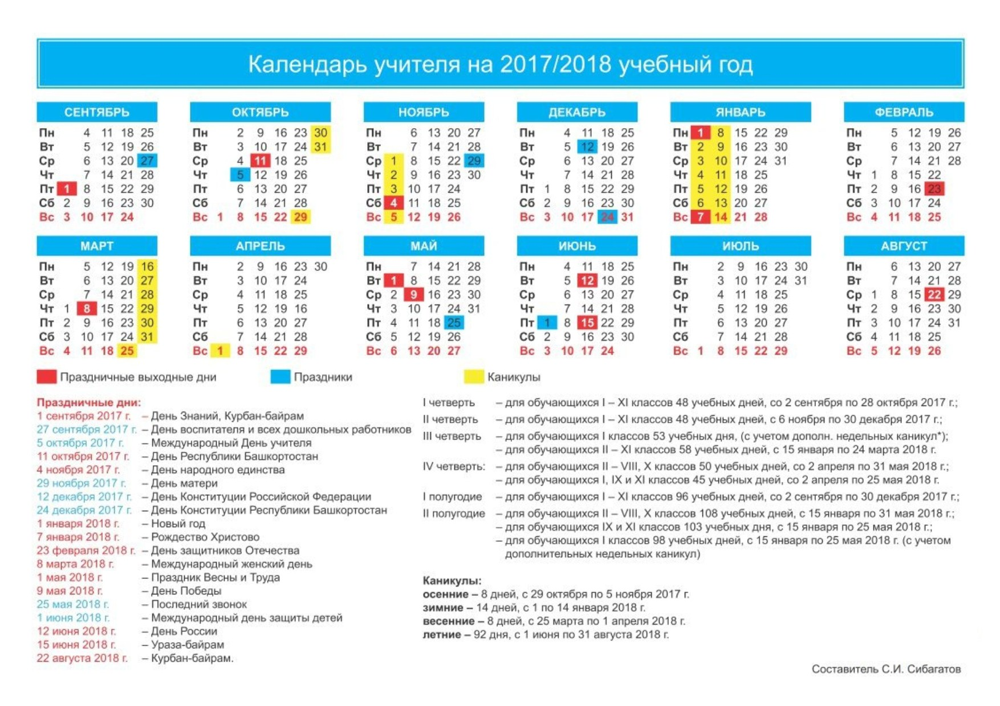 Календарь учителя на 2017/2018 учебный год
СЕНТЯБРЬ
Пн 4 11 18 25
Вт 5 12 19 26
Ср 6 13 20 27
Чт 7 14 21 28
Пт 1 8 15 22 29
Сб 2 9 16 23 30
Вс 3 10 17 24
ОКТЯБРЬ
Пн 2 9 16 23 30
Вт 3 10 17 24 31
Ср 4 11 18 25
Чт 5 12 19 26
Пт 6 13 20 27
Сб 7 14 21 28
Вс 1 8 15 22 29
НОЯБРЬ
Пн 6 13 20 27
Вт 7 14 21 28
Ср 1 8 15 22 29
Чт 2 9 16 23 30
Пт 3 10 17 24
Сб 4 11 18 25
Вс 5 12 19 26
ДЕКАБРЬ
Пн 4 11 18 25
Вт 5 12 19 26
Ср 6 13 20 27
Чт 7 14 21 28
Пт 1 8 15 22 29
Сб 2 9 16 23 30
Вс 3 10 17 24 31
ЯНВАРЬ
Пн 1 8 15 22 29
Вт 2 9 16 23 30
Ср 3 10 17 24 31
Чт 4 11 18 25
Пт 5 12 19 26
Сб 6 13 20 27
Вс 7 14 21 28
ФЕВРАЛЬ
Пн 5 12 19 26
Вт 6 13 20 27
Ср 7 14 21 28
Чт 1 8 15 22
Пт 2 9 16 23
Сб 3 10 17 24
Вс 4 11 18 25
МАРТ
Пн 5 12 19 16
Вт 6 13 20 27
Ср 7 14 21 28
Чт 1 8 15 22 29
Пт 2 9 16 23 30
Сб 3 10 17 24 31
Вс 4 11 18 25
АПРЕЛЬ
Пн 2 9 16 23 30
Вт 3 10 17 24
Ср 4 11 18 25
Чт 5 12 19 16
Пт 6 13 20 27
Сб 7 14 21 28
Вс 1 8 15 22 29
МАЙ
Пн 7 14 21 28
Вт 1 8 15 22 29
Ср 2 9 16 23 30
Чт 3 10 17 24 31
Пт 4 11 18 25
Сб 5 12 19 26
Вс 6 13 20 27
ИЮНЬ
Пн 4 11 18 25
Вт 5 12 19 26
Ср 6 13 20 27
Чт 7 14 21 28
Пт 1 8 15 22 29
Сб 2 9 16 23 30
Вс 3 10 17 24
ИЮЛЬ
Пн 2 9 16 23 30
Вт 3 10 17 24 31
Ср 4 11 18 25
Чт 5 12 19 26
Пт 6 13 20 27
Сб 7 14 21 28
Вс 1 8 15 22 29
АВГУСТ
Пн 6 13 20 27
Вт 7 14 21 28
Ср 1 8 15 22 29
Чт 2 9 16 23 30
Пт 3 10 17 24 31
Сб 4 11 18 25
Вс 5 12 19 26
Праздничные выходные дни
Праздники
Каникулы
Праздничные дни:
1 сентября 2017 г. – День Знаний, Курбан-байрам
27 сентября 2017 г. – День воспитателя и всех дошкольных работников
5 октября 2017 г. – Международный День учителя
11 октября 2017 г. – День Республики Башкортостан
4 ноября 2017 г. – День народного единства
29 ноября 2017 г. – День матери
12 декабря 2017 г. – День Конституции Российской Федерации
24 декабря 2017 г. – День Конституции Республики Башкортостан
1 января 2018 г. – Новый год
7 января 2018 г. – Рождество Христово
23 февраля 2018 г. – День защитников Отечества
8 марта 2018 г. – Международный женский день
1 мая 2018 г. – Праздник Весны и Труда
9 мая 2018 г. – День Победы
25 мая 2018 г. – Последний звонок
1 июня 2018 г. – Международный день защиты детей
12 июня 2018 г. – День России
15 июня 2018 г. – Ураза-байрам
22 августа 2018 г. – Курбан-байрам.
I четверть – для обучающихся I – XI классов 48 учебных дней, со 2 сентября по 28 октября 2017 г.;
II четверть – для обучающихся I – XI классов 48 учебных дней, с 6 ноября по 30 декабря 2017 г.;
III четверть – для обучающихся I классов 53 учебных дня, (с учетом дополн. недельных каникул*);
– для обучающихся II – XI классов 58 учебных дней, с 15 января по 24 марта 2018 г.
IV четверть: – для обучающихся II – VIII, X классов 50 учебных дней, со 2 апреля по 31 мая 2018 г.;
– для обучающихся I, IX и XI классов 45 учебных дней, со 2 апреля по 25 мая 2018 г.
I полугодие – для обучающихся I – XI классов 96 учебных дней, со 2 сентября по 30 декабря 2017 г.;
II полугодие – для обучающихся II – VIII, X классов 108 учебных дней, с 15 января по 31 мая 2018 г.;
– для обучающихся IX и XI классов 103 учебных дня, с 15 января по 25 мая 2018 г.;
– для обучающихся I классов 98 учебных дней, с 15 января по 25 мая 2018 г. (с учетом
дополнительных недельных каникул)
Каникулы:
осенние – 8 дней, с 29 октября по 5 ноября 2017 г.
зимние – 14 дней, с 1 по 14 января 2018 г.
весенние – 8 дней, с 25 марта по 1 апреля 2018 г.
летние – 92 дня, с 1 июня по 31 августа 2018 г.
Составитель С.И. Сибагатов